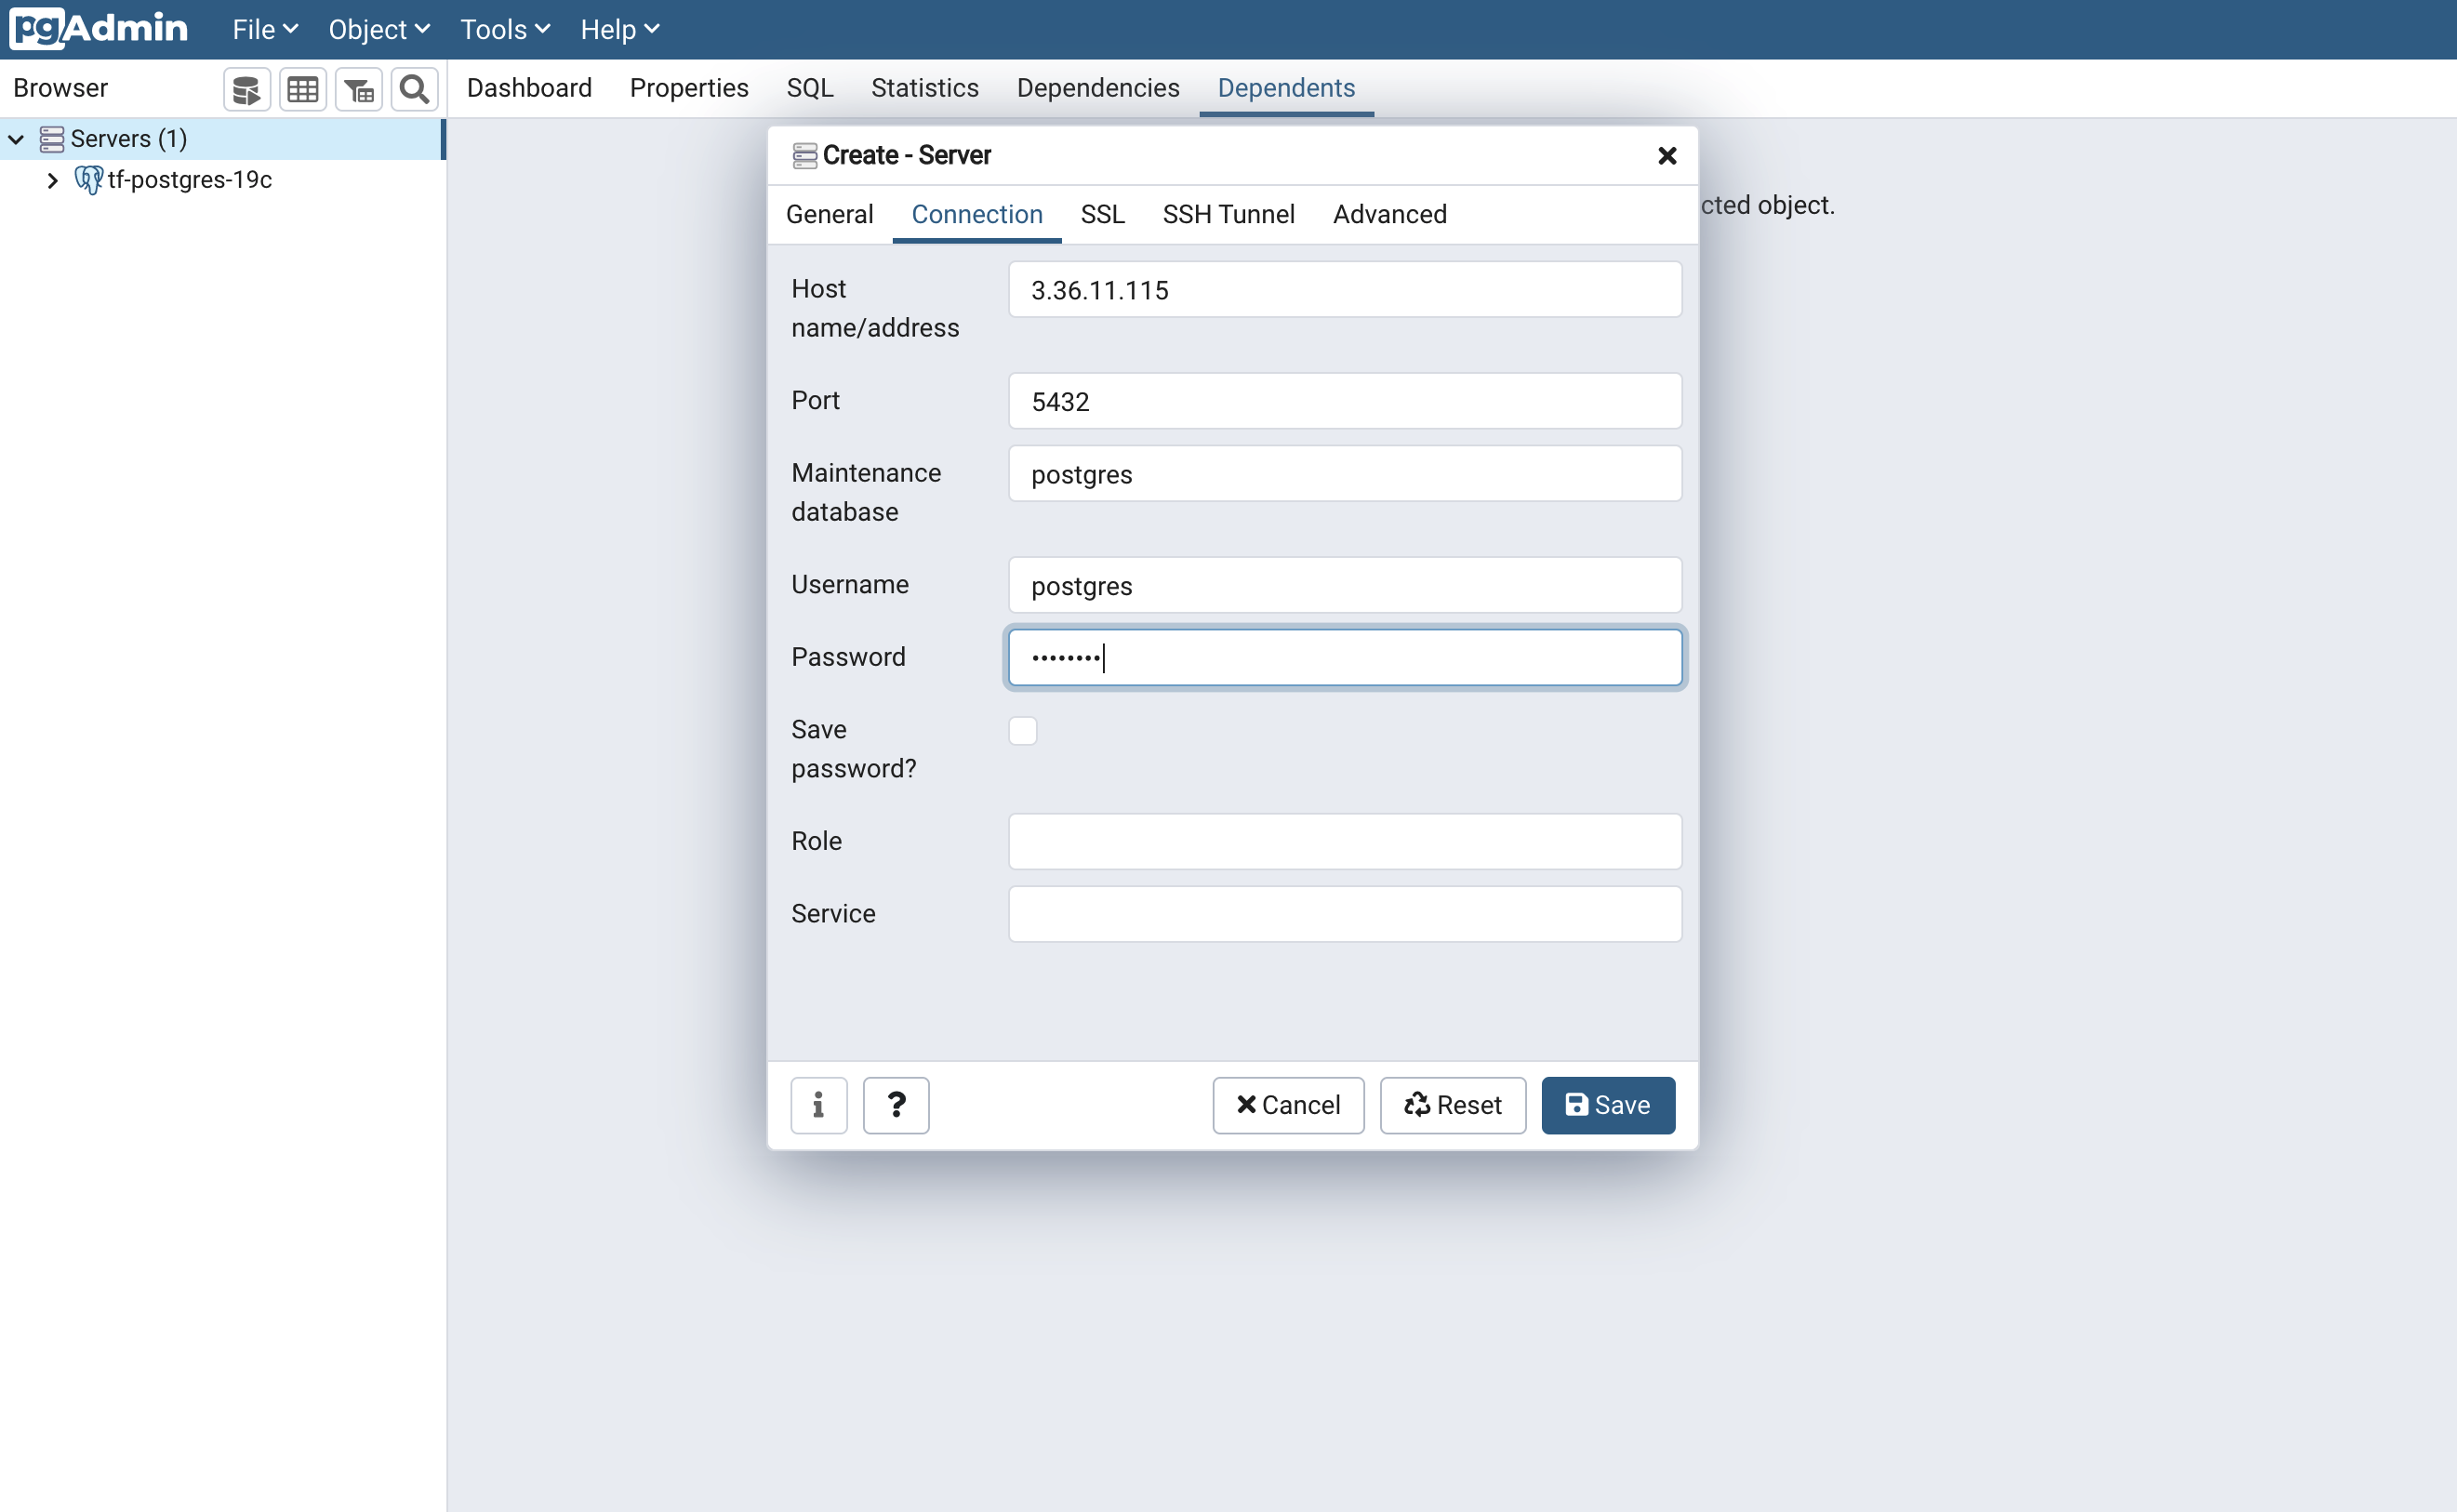 pgAdmin File Object Tools Help
Browser Dashboard Properties SQL Statistics Dependencies Dependents
Servers (1)
tf-postgres-19c
Create - Server
General Connection SSL SSH Tunnel Advanced
cted object.
Host
name/address
3.36.11.115
Port
5432
Maintenance
database
postgres
Username
postgres
Password
••••••••
Save
password?
Role
Service
i ? Cancel Reset Save